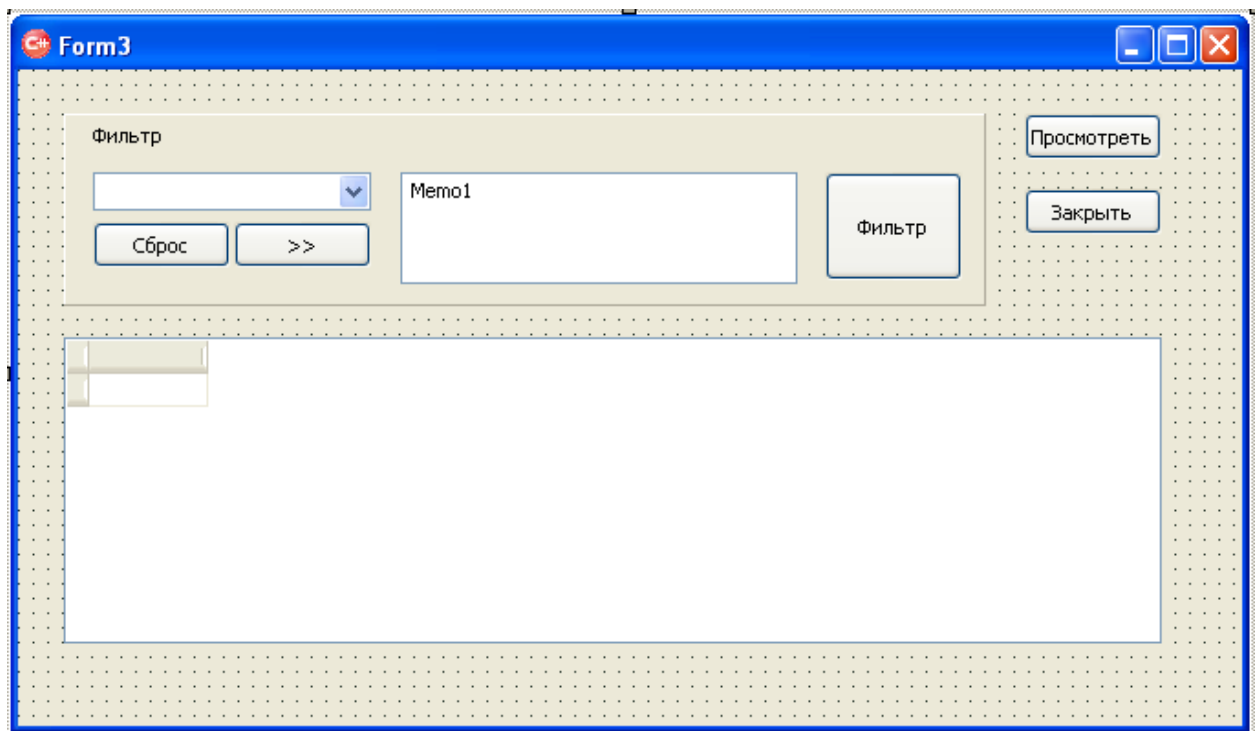 C# Form3
Фильтр
Просмотреть
Memo1
Фильтр
Закрыть
Сброс
>>